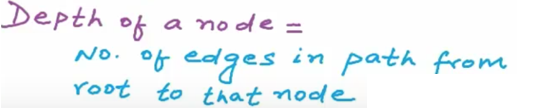 Depth of a node =
No. of edges in path from
root to that node